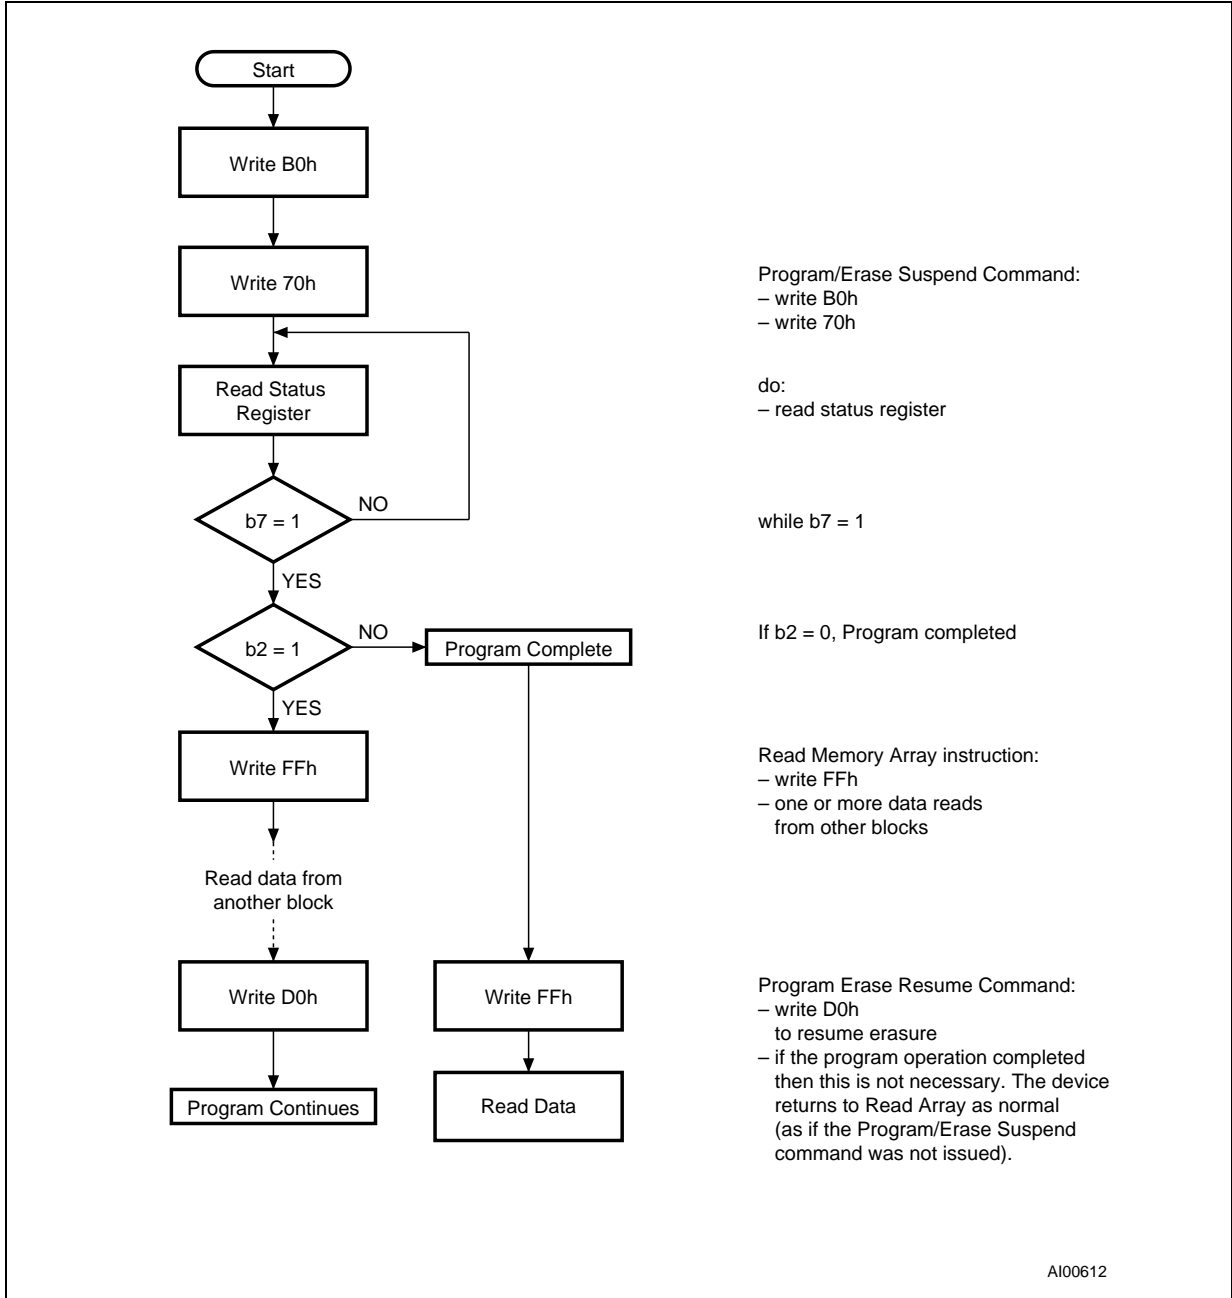 Start
Write B0h
Write 70h
Program/Erase Suspend Command:
– write B0h
– write 70h
Read Status
Register
do:
– read status register
b7 = 1
NO
while b7 = 1
YES
b2 = 1
NO
Program Complete
If b2 = 0, Program completed
YES
Write FFh
Read Memory Array instruction:
– write FFh
– one or more data reads
from other blocks
Read data from
another block
Write D0h
Write FFh
Program Erase Resume Command:
– write D0h
to resume erasure
– if the program operation completed
then this is not necessary. The device
returns to Read Array as normal
(as if the Program/Erase Suspend
command was not issued).
Program Continues
Read Data
AI00612